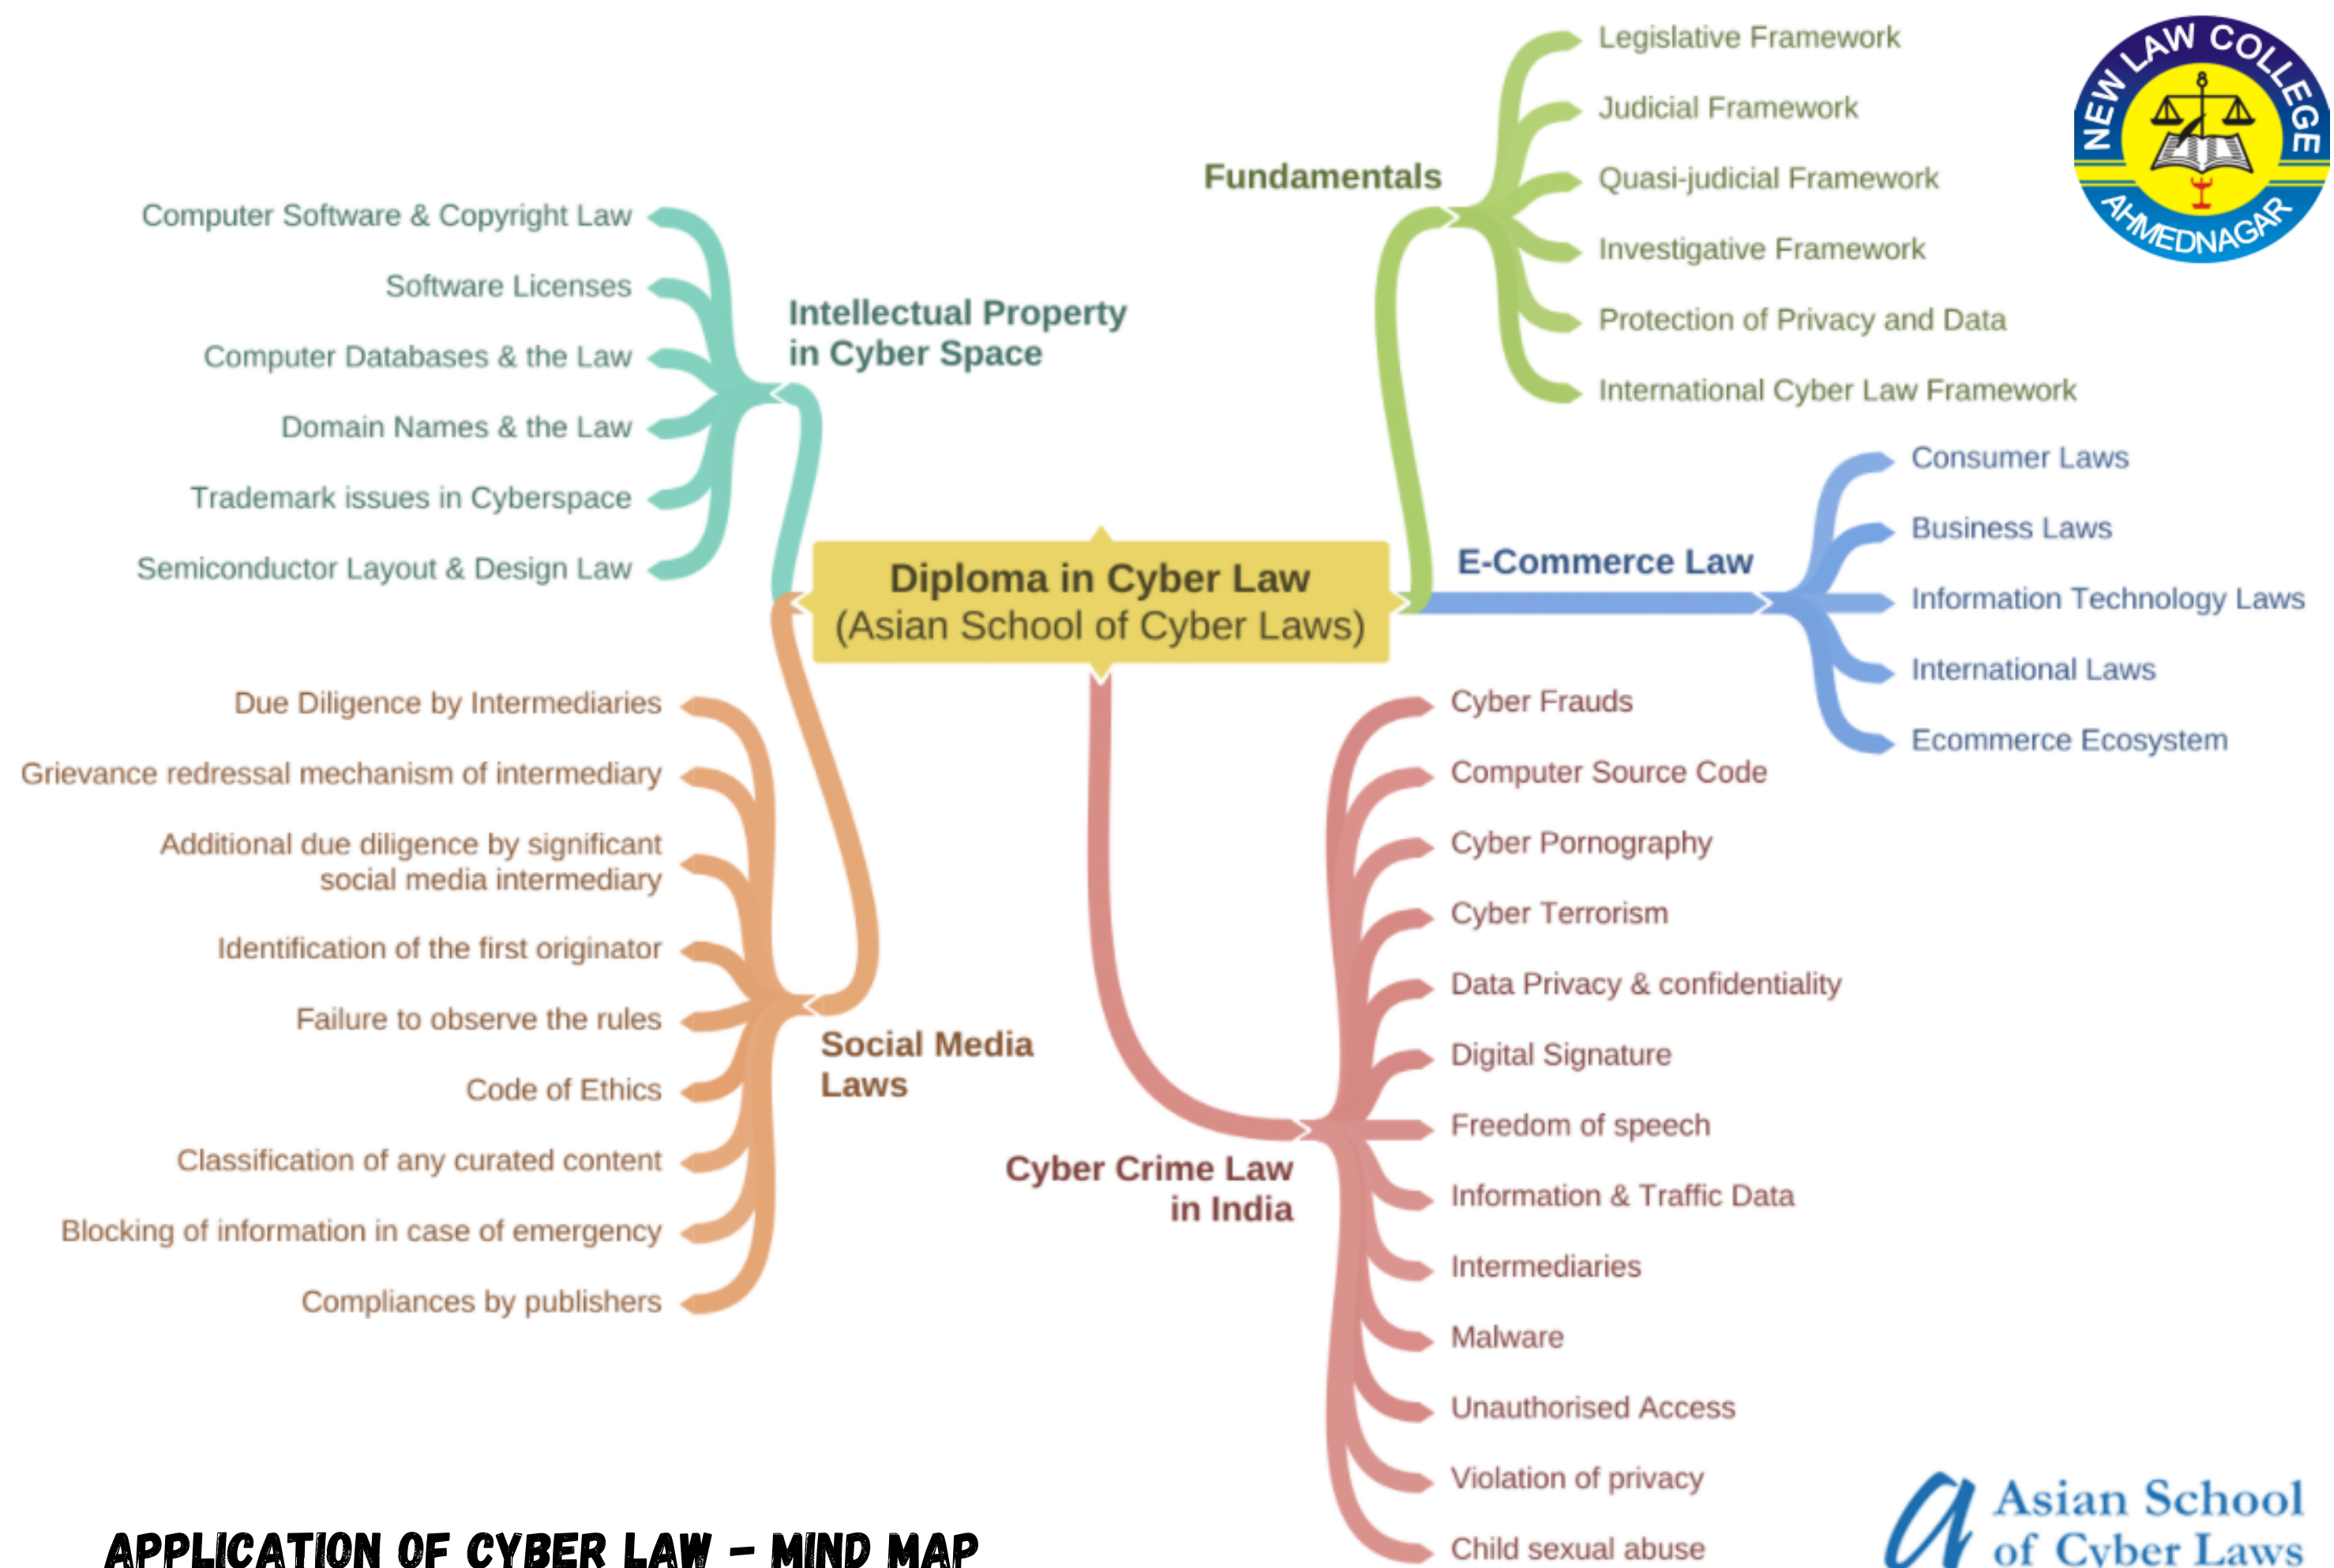 NEW LAW COLLEGE
AHMEDNAGAR
Diploma in Cyber Law
(Asian School of Cyber Laws)
Fundamentals
Legislative Framework
Judicial Framework
Quasi-judicial Framework
Investigative Framework
Protection of Privacy and Data
International Cyber Law Framework
E-Commerce Law
Consumer Laws
Business Laws
Information Technology Laws
International Laws
Ecommerce Ecosystem
Intellectual Property
in Cyber Space
Computer Software & Copyright Law
Software Licenses
Computer Databases & the Law
Domain Names & the Law
Trademark issues in Cyberspace
Semiconductor Layout & Design Law
Social Media
Laws
Due Diligence by Intermediaries
Grievance redressal mechanism of intermediary
Additional due diligence by significant
social media intermediary
Identification of the first originator
Failure to observe the rules
Code of Ethics
Classification of any curated content
Blocking of information in case of emergency
Compliances by publishers
Cyber Crime Law
in India
Cyber Frauds
Computer Source Code
Cyber Pornography
Cyber Terrorism
Data Privacy & confidentiality
Digital Signature
Freedom of speech
Information & Traffic Data
Intermediaries
Malware
Unauthorised Access
Violation of privacy
Child sexual abuse
APPLICATION OF CYBER LAW – MIND MAP
a Asian School
of Cyber Laws